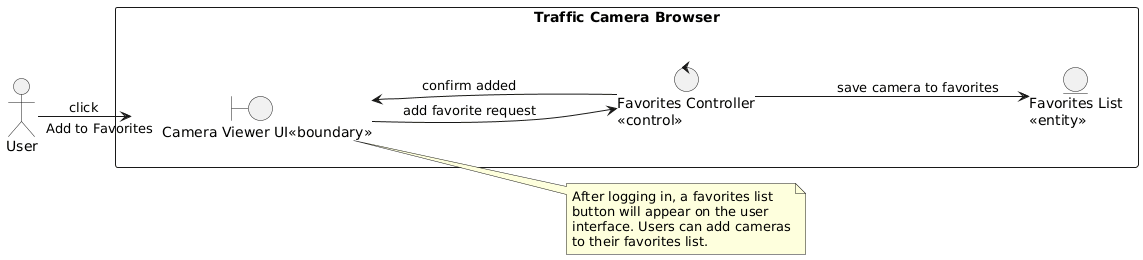 Traffic Camera Browser
User
click
Add to Favorites
Camera Viewer UI«boundary»
confirm added
add favorite request
Favorites Controller
«control»
save camera to favorites
Favorites List
«entity»
After logging in, a favorites list
button will appear on the user
interface. Users can add cameras
to their favorites list.